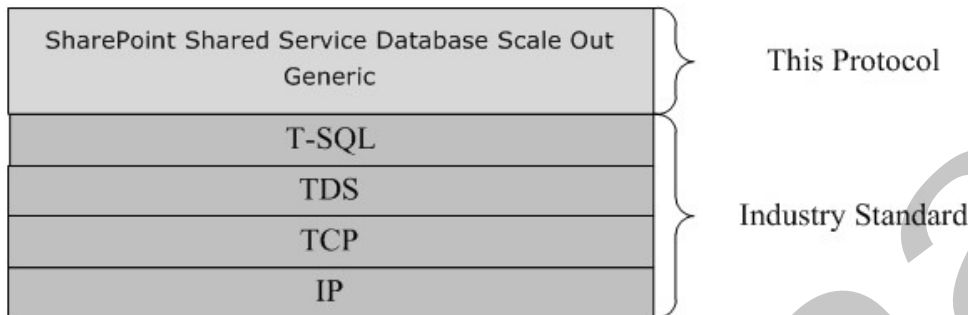 SharePoint Shared Service Database Scale Out
Generic
This Protocol
T-SQL
TDS
TCP
IP
Industry Standard